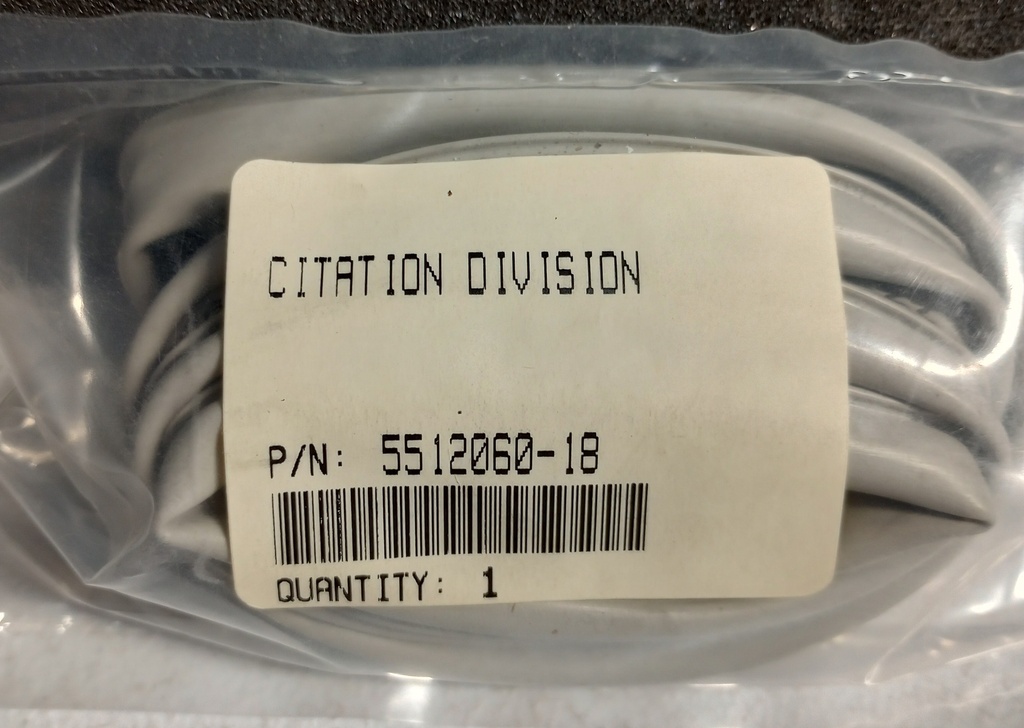 CITATION DIVISION
P/N: 5512060-18
QUANTITY: 1